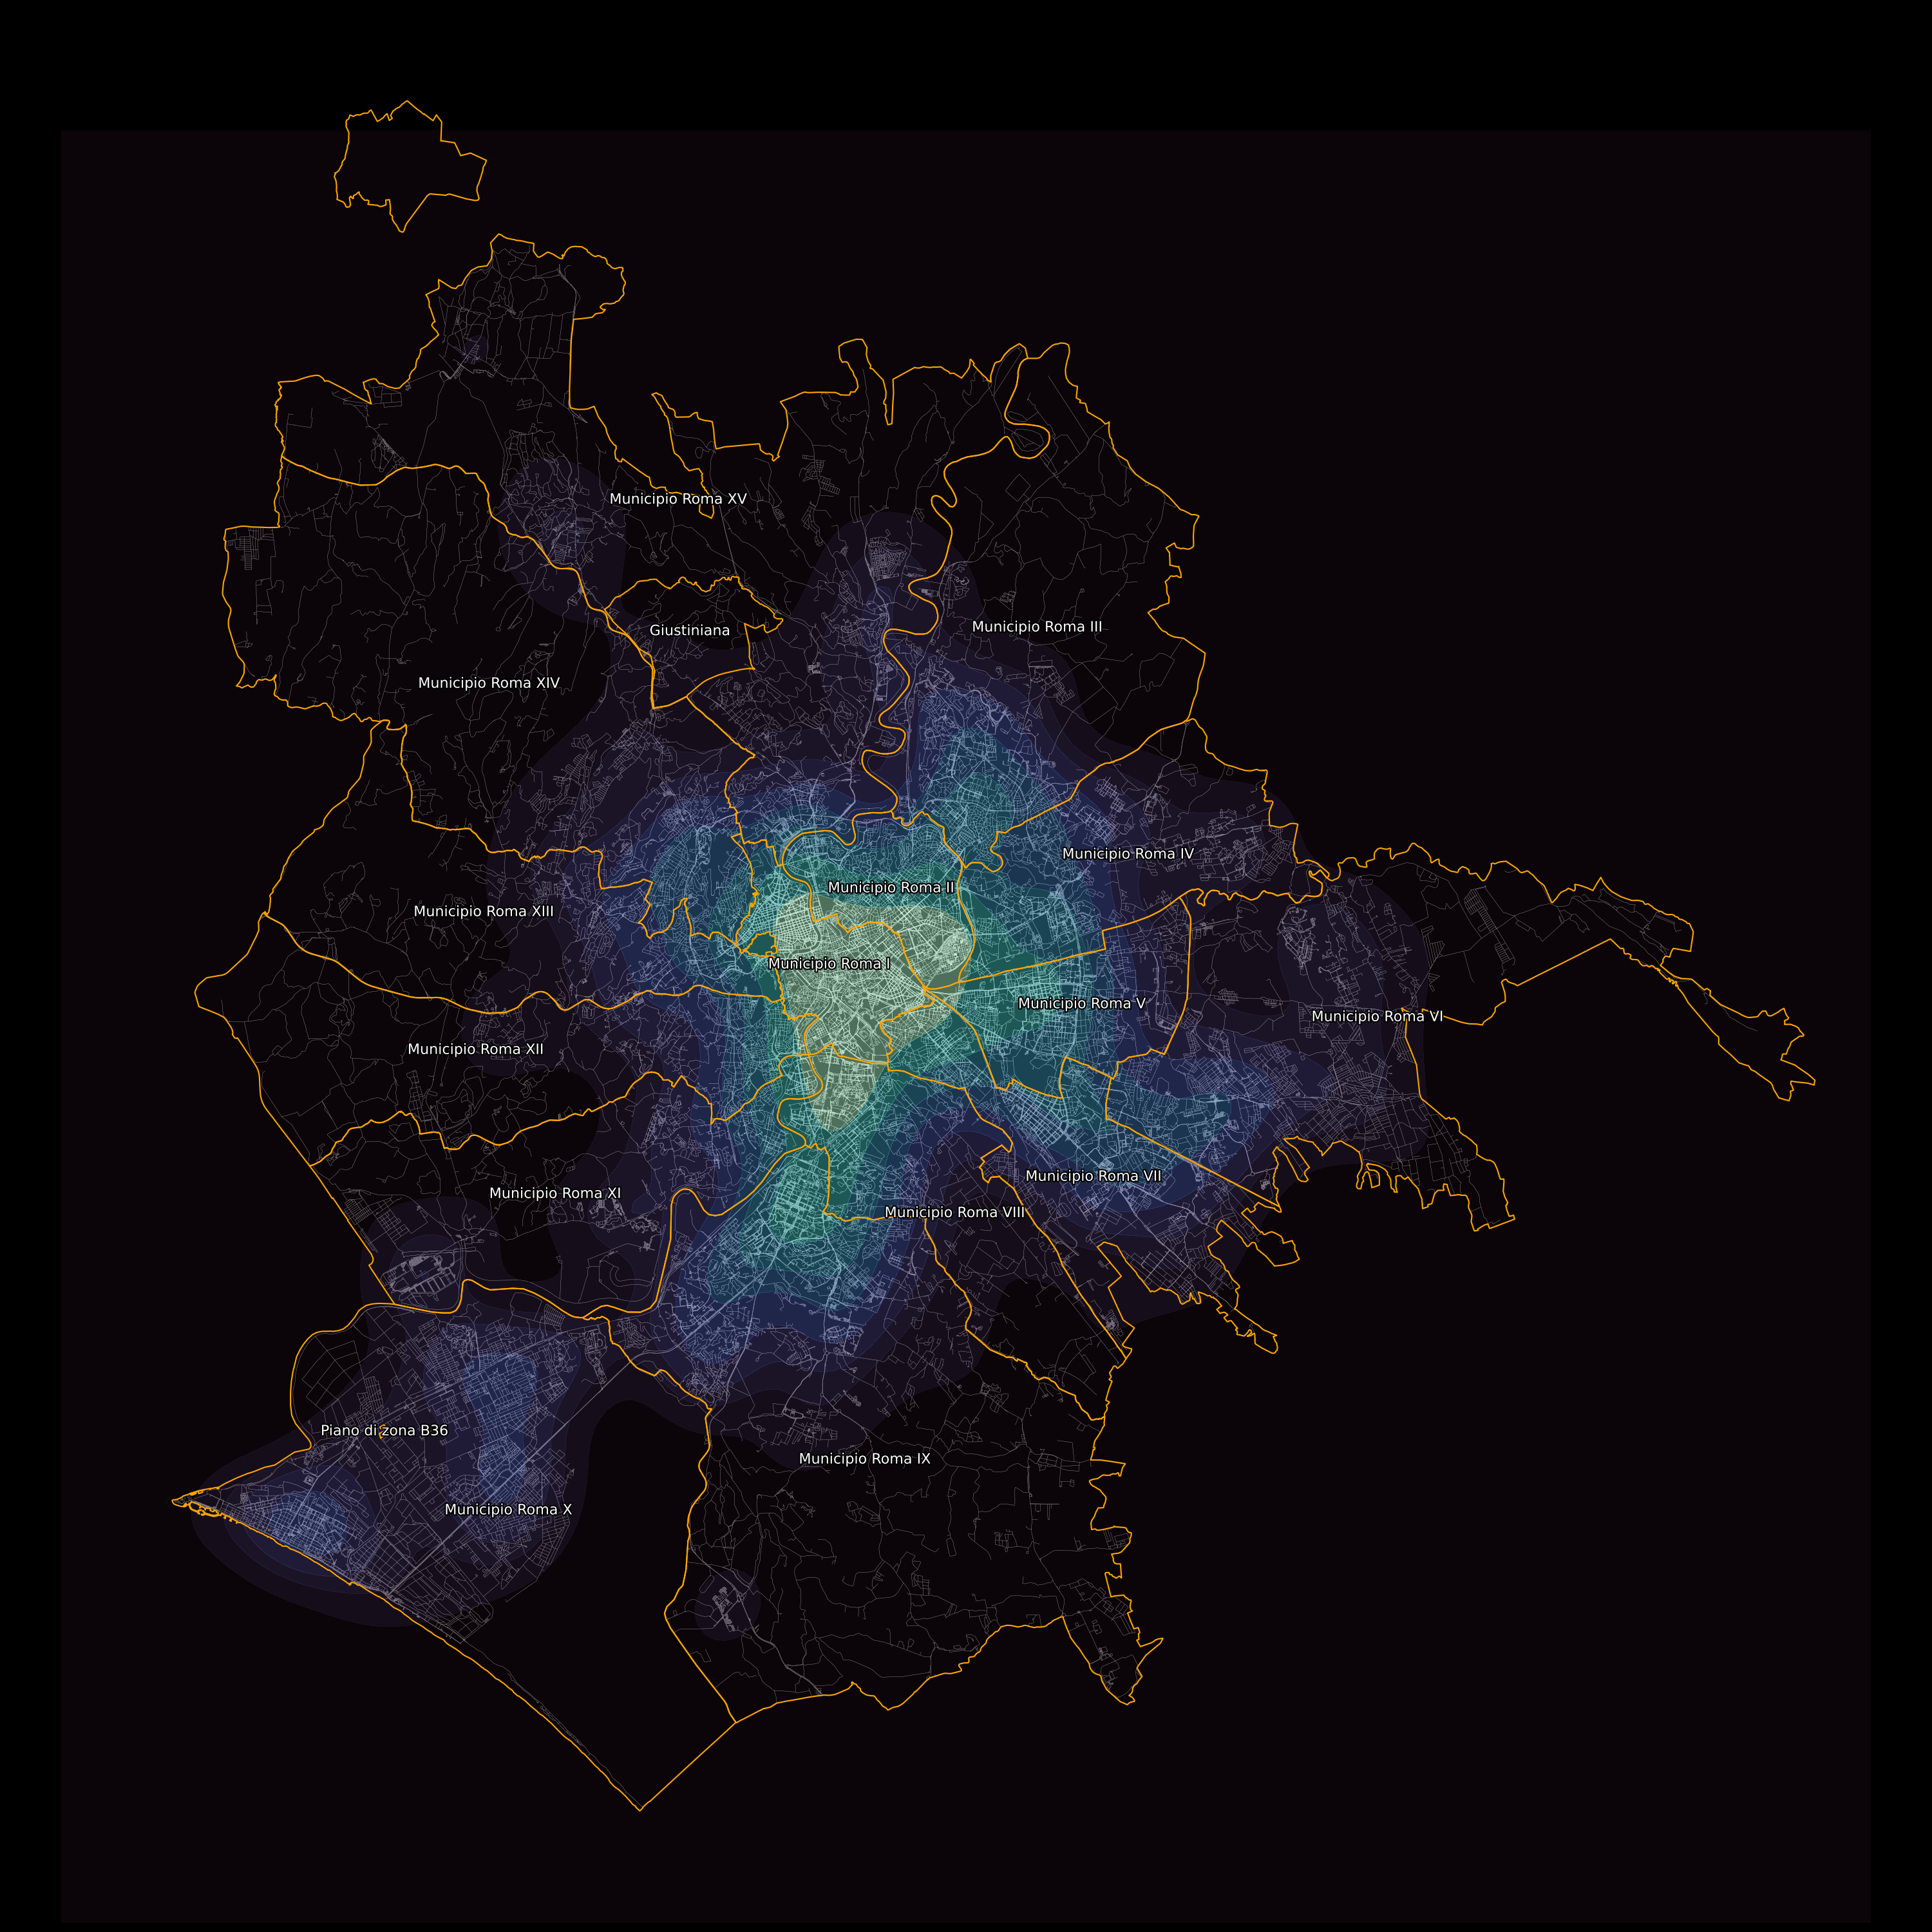 Municipio Roma XV
Municipio Roma III
Giustiniana
Municipio Roma XIV
Municipio Roma IV
Municipio Roma II
Municipio Roma XIII
Municipio Roma I
Municipio Roma V
Municipio Roma VI
Municipio Roma XII
Municipio Roma VII
Municipio Roma XI
Municipio Roma VIII
Piano di zona B36
Municipio Roma IX
Municipio Roma X